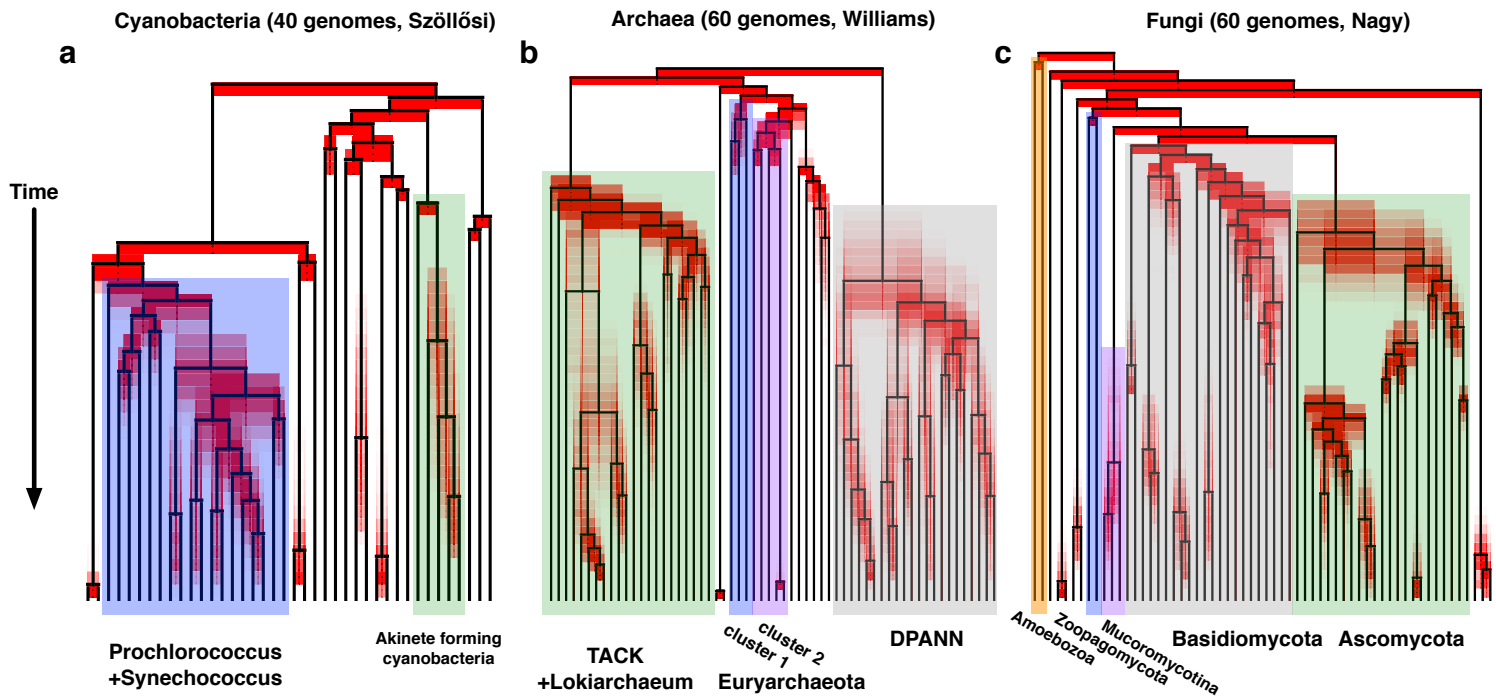 Cyanobacteria (40 genomes, Szöllősi)
Archaea (60 genomes, Williams)
Fungi (60 genomes, Nagy)
a
b
c
Time
Prochlorococcus
+Synechococcus
Akinete forming
cyanobacteria
TACK
+Lokiarchaeum
cluster 1
cluster 2
Euryarchaeota
DPANN
Amoebozoa
Zoopagomycota
Mucoromycotina
Basidiomycota
Ascomycota